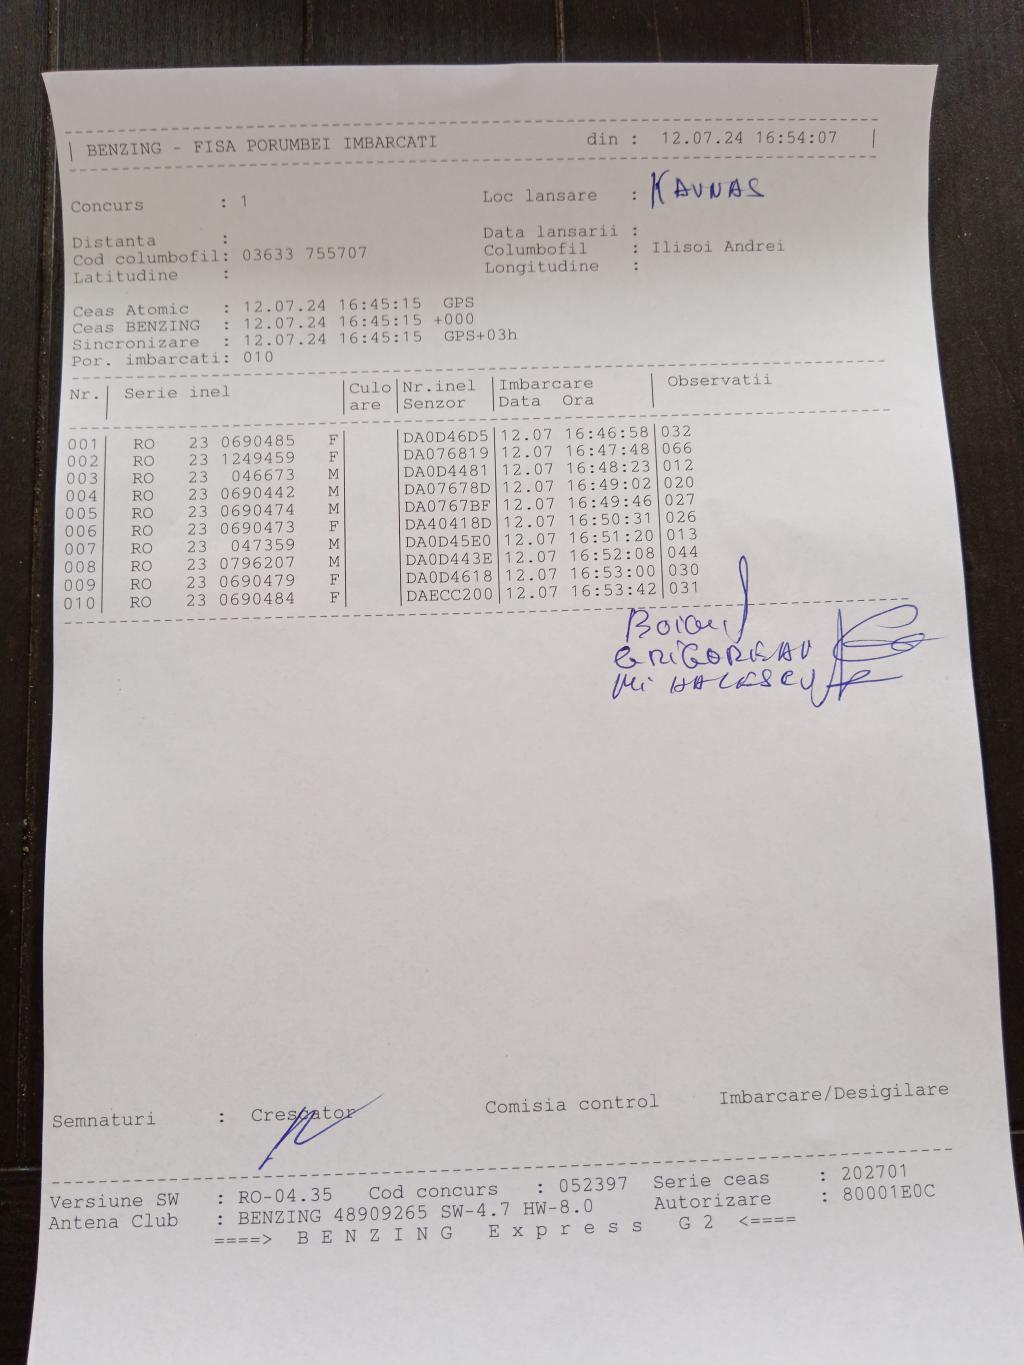 BENZING - FISA PORUMBEI IMBARCATI din : 12.07.24 16:54:07
Concurs : 1 Loc lansare : KAUNAS
Distanta : Data lansarii :
Cod columbofil: 03633 755707 Columbofil : Ilisoi Andrei
Latitudine : Longitudine :
Ceas Atomic : 12.07.24 16:45:15 GPS
Ceas BENZING : 12.07.24 16:45:15 +000
Sincronizare : 12.07.24 16:45:15 GPS+03h
Por. imbarcati: 010
Nr. | Serie inel | Culo | Nr.inel | Imbarcare | Observatii
are | Senzor | Data Ora
001 | RO 23 0690485 F | | DA0D46D5 | 12.07 16:46:58 | 032
002 | RO 23 1249459 F | | DA076819 | 12.07 16:47:48 | 066
003 | RO 23 046673 M | | DA0D4481 | 12.07 16:48:23 | 012
004 | RO 23 0690442 M | | DA07678D | 12.07 16:49:02 | 020
005 | RO 23 0690474 M | | DA0767BF | 12.07 16:49:46 | 027
006 | RO 23 0690473 F | | DA40418D | 12.07 16:50:31 | 026
007 | RO 23 047359 M | | DA0D45E0 | 12.07 16:51:20 | 013
008 | RO 23 0796207 M | | DA0D443E | 12.07 16:52:08 | 044
009 | RO 23 0690479 F | | DA0D4618 | 12.07 16:53:00 | 030
010 | RO 23 0690484 F | | DAECC200 | 12.07 16:53:42 | 031
GRIGOREAU
MiHALESCU
Semnaturi : Crescator Comisia control Imbarcare/Desigilare
Versiune SW : RO-04.35 Cod concurs : 052397 Serie ceas : 202701
Antena Club : BENZING 48909265 SW-4.7 HW-8.0 Autorizare : 80001E0C
====> B E N Z I N G E x p r e s s G 2 <====